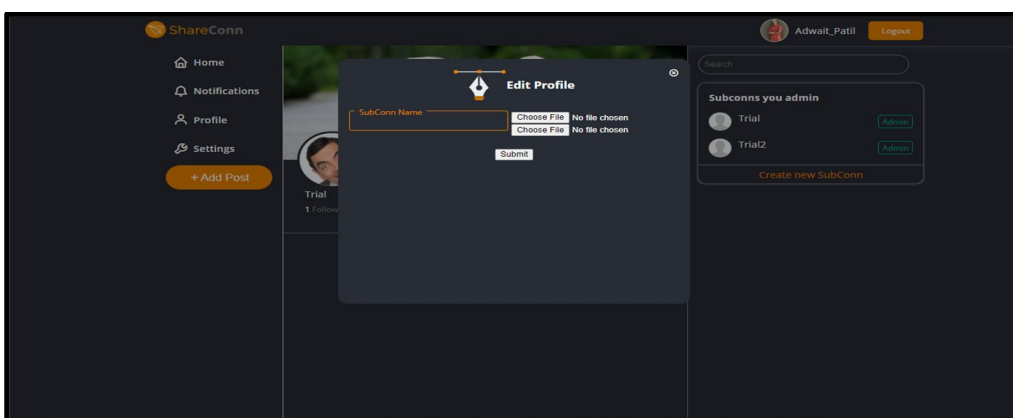 ShareConn
Adwait_Patil
Logout
Home
Notifications
Profile
Settings
+ Add Post
Trial
1 Follow
Edit Profile
SubConn Name
Choose File No file chosen
Choose File No file chosen
Submit
Search
Subconns you admin
Trial
Admin
Trial2
Admin
Create new SubConn